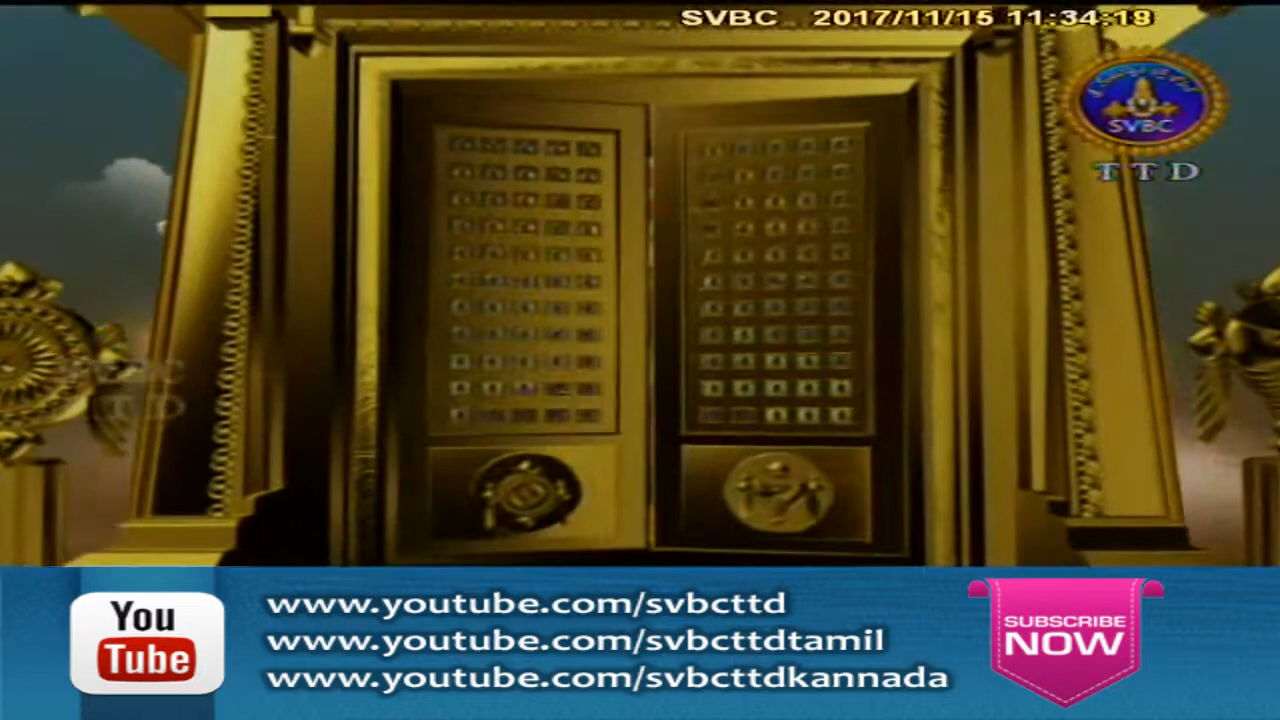 SVBC 2017/11/15 11:34:18
SVBC
T T D
You
Tube
www.youtube.com/svbcttd
www.youtube.com/svbcttdtamil
www.youtube.com/svbcttdkannada
SUBSCRIBE
NOW